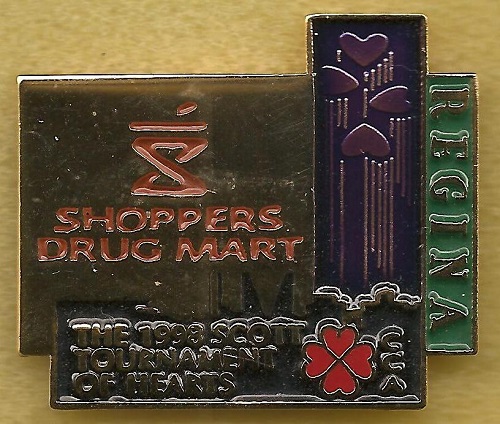 SHOPPERS
DRUG MART
REGINA
THE 1998 SCOTT
TOURNAMENT
OF HEARTS
CCA